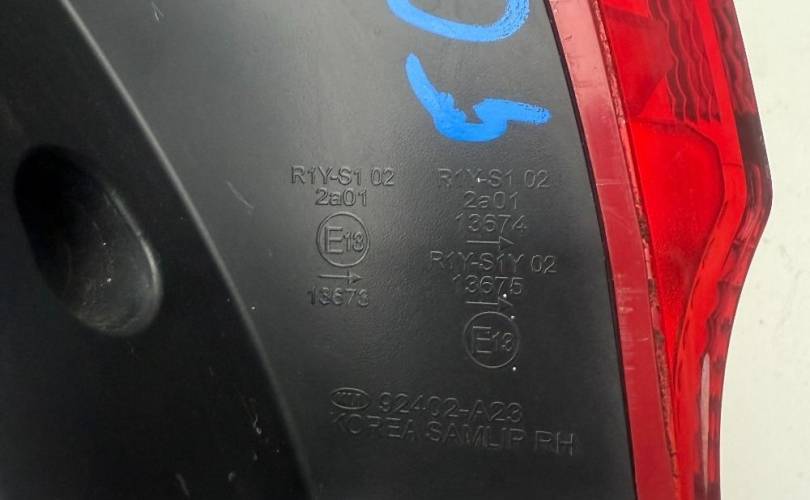 R1Y-S1 02
2a01
E13
13673
R1Y-S1 02
2a01
13674
R1Y-S1Y 02
13675
E13
KIA 92402-A23
KOREA SAMLIP RH